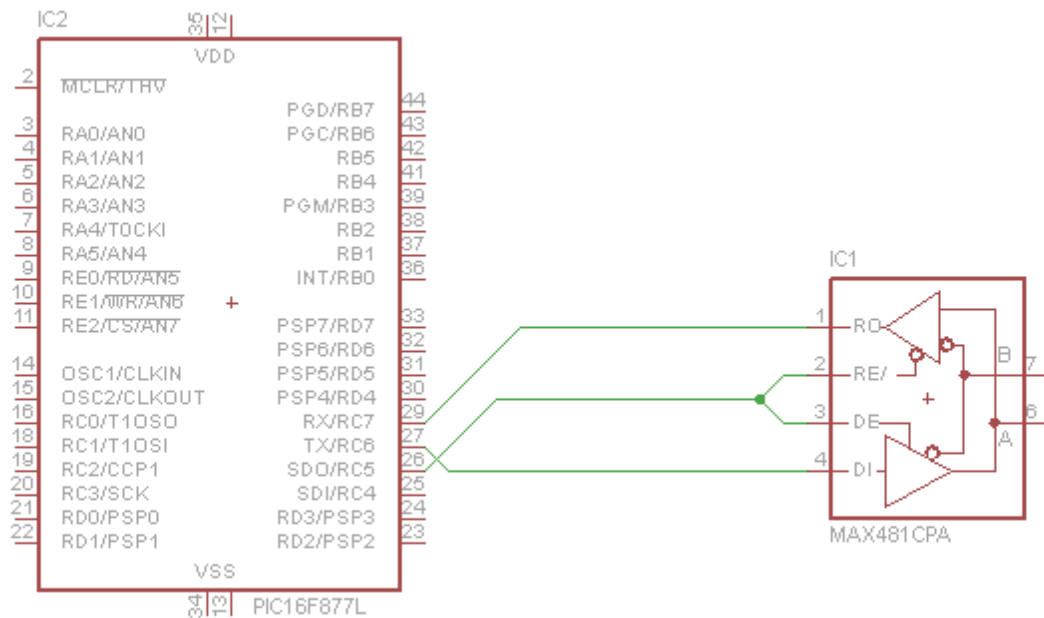 IC2
35 12
VDD
2 MCLR/THV
PGD/RB7 44
3 RA0/AN0 PGC/RB6 43
4 RA1/AN1 RB5 42
5 RA2/AN2 RB4 41
6 RA3/AN3 PGM/RB3 39
7 RA4/TOCKI RB2 38
8 RA5/AN4 RB1 37
9 RE0/RD/AN5 INT/RB0 36
10 RE1/WR/AN6
11 RE2/CS/AN7 PSP7/RD7 33
PSP6/RD6 32
14 OSC1/CLKIN PSP5/RD5 31
15 OSC2/CLKOUT PSP4/RD4 30
16 RC0/T1OSO RX/RC7 29
18 RC1/T1OSI TX/RC6 27
19 RC2/CCP1 SDO/RC5 26
20 RC3/SCK SDI/RC4 25
21 RD0/PSP0 RD3/PSP3 24
22 RD1/PSP1 RD2/PSP2 23
VSS
34 13
PIC16F877L
IC1
1 RO
2 RE/ B 7
3 DE A 6
4 DI
MAX481CPA